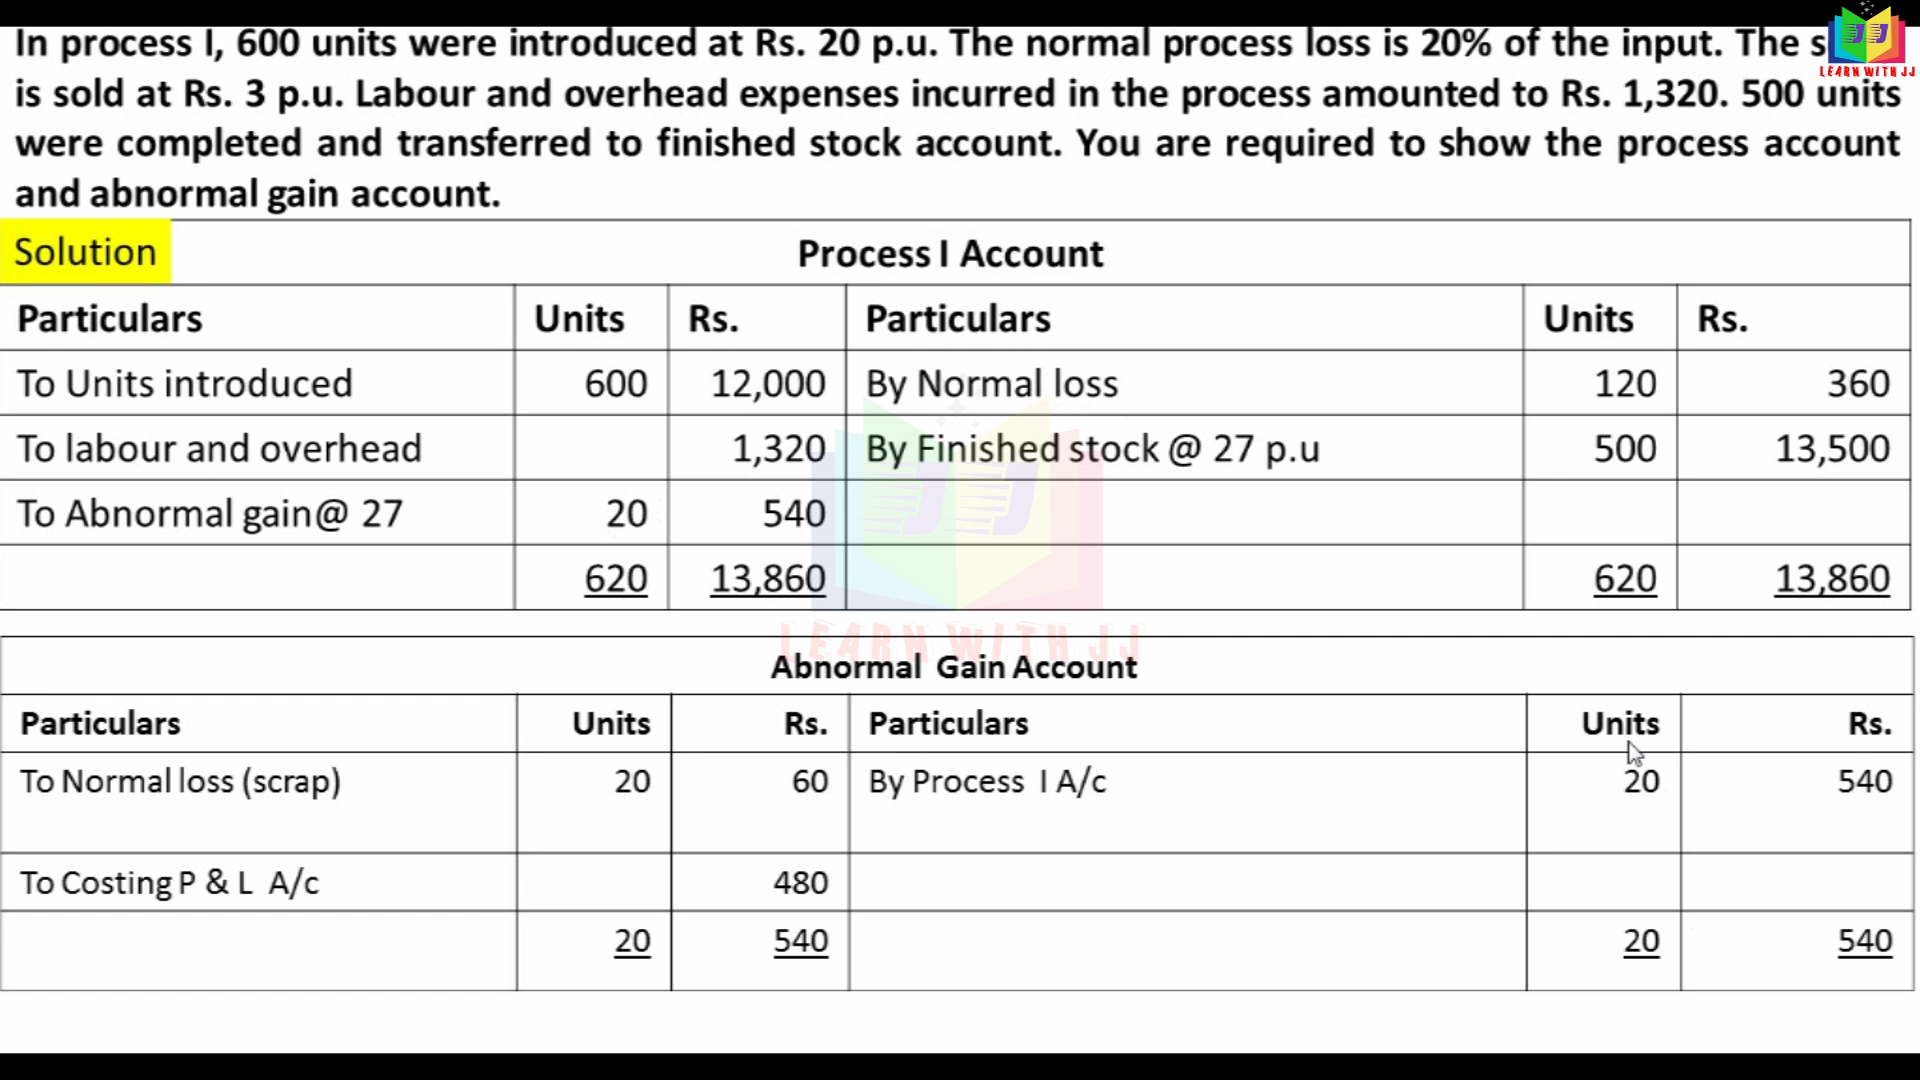 In process I, 600 units were introduced at Rs. 20 p.u. The normal process loss is 20% of the input. The
is sold at Rs. 3 p.u. Labour and overhead expenses incurred in the process amounted to Rs. 1,320. 500 units
were completed and transferred to finished stock account. You are required to show the process account
and abnormal gain account.
LEARN WITH JJ
Solution
Process I Account
Particulars Units Rs. Particulars Units Rs.
To Units introduced 600 12,000 By Normal loss 120 360
To labour and overhead 1,320 By Finished stock @ 27 p.u 500 13,500
To Abnormal gain@ 27 20 540
620 13,860 620 13,860
LEARN WITH JJ
Abnormal Gain Account
Particulars Units Rs. Particulars Units Rs.
To Normal loss (scrap) 20 60 By Process I A/c 20 540
To Costing P & L A/c 480
20 540 20 540